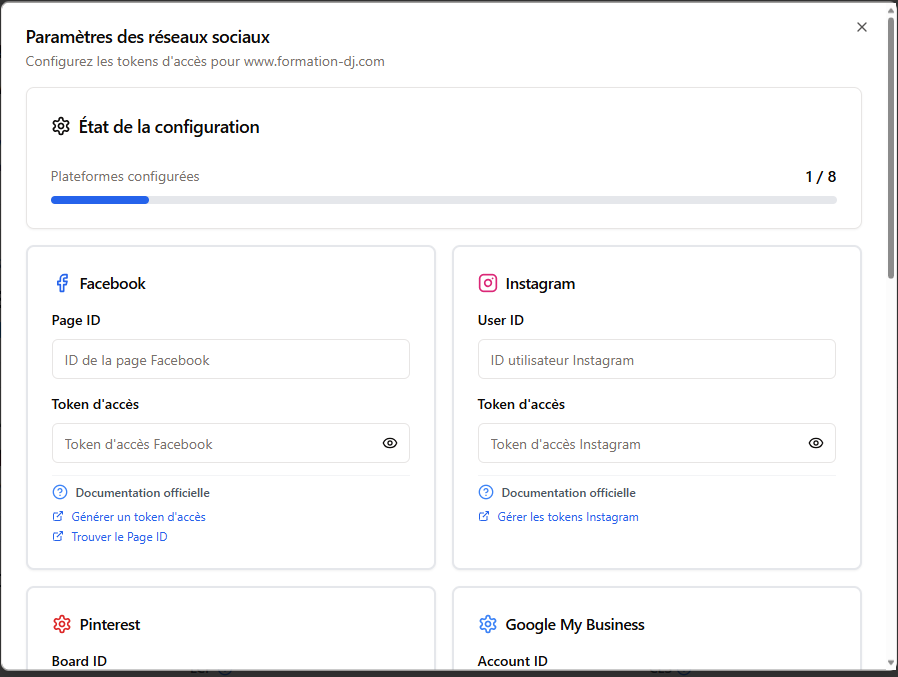 Paramètres des réseaux sociaux
Configurez les tokens d'accès pour www.formation-dj.com
État de la configuration
Plateformes configurées
1 / 8
Facebook
Page ID
ID de la page Facebook
Token d'accès
Token d'accès Facebook
Documentation officielle
Générer un token d'accès
Trouver le Page ID
Instagram
User ID
ID utilisateur Instagram
Token d'accès
Token d'accès Instagram
Documentation officielle
Gérer les tokens Instagram
Pinterest
Board ID
Google My Business
Account ID